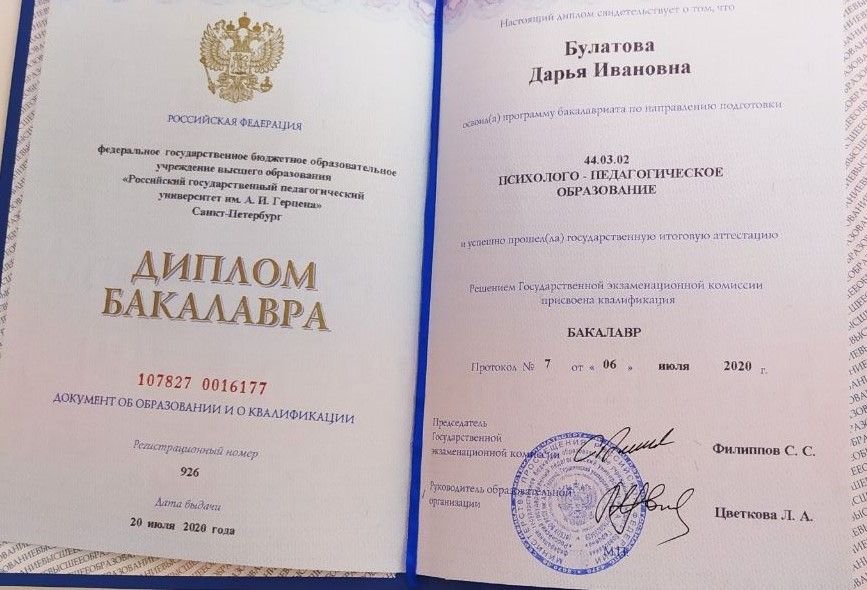 РОССИЙСКАЯ ФЕДЕРАЦИЯ
федеральное государственное бюджетное образовательное
учреждение высшего образования
«Российский государственный педагогический
университет им. А. И. Герцена»
Санкт-Петербург
ДИПЛОМ
БАКАЛАВРА
107827 0016177
ДОКУМЕНТ ОБ ОБРАЗОВАНИИ И О КВАЛИФИКАЦИИ
Регистрационный номер
926
Дата выдачи
20 июля 2020 года
Настоящий диплом свидетельствует о том, что
Булатова
Дарья Ивановна
освоил(а) программу бакалавриата по направлению подготовки
44.03.02
ПСИХОЛОГО - ПЕДАГОГИЧЕСКОЕ
ОБРАЗОВАНИЕ
и успешно прошел(ла) государственную итоговую аттестацию
Решением Государственной экзаменационной комиссии
присвоена квалификация
БАКАЛАВР
Протокол № 7 от « 06 » июля 2020 г.
Председатель
Государственной
экзаменационной комиссии
Филиппов С. С.
Руководитель образовательной
организации
Цветкова Л. А.